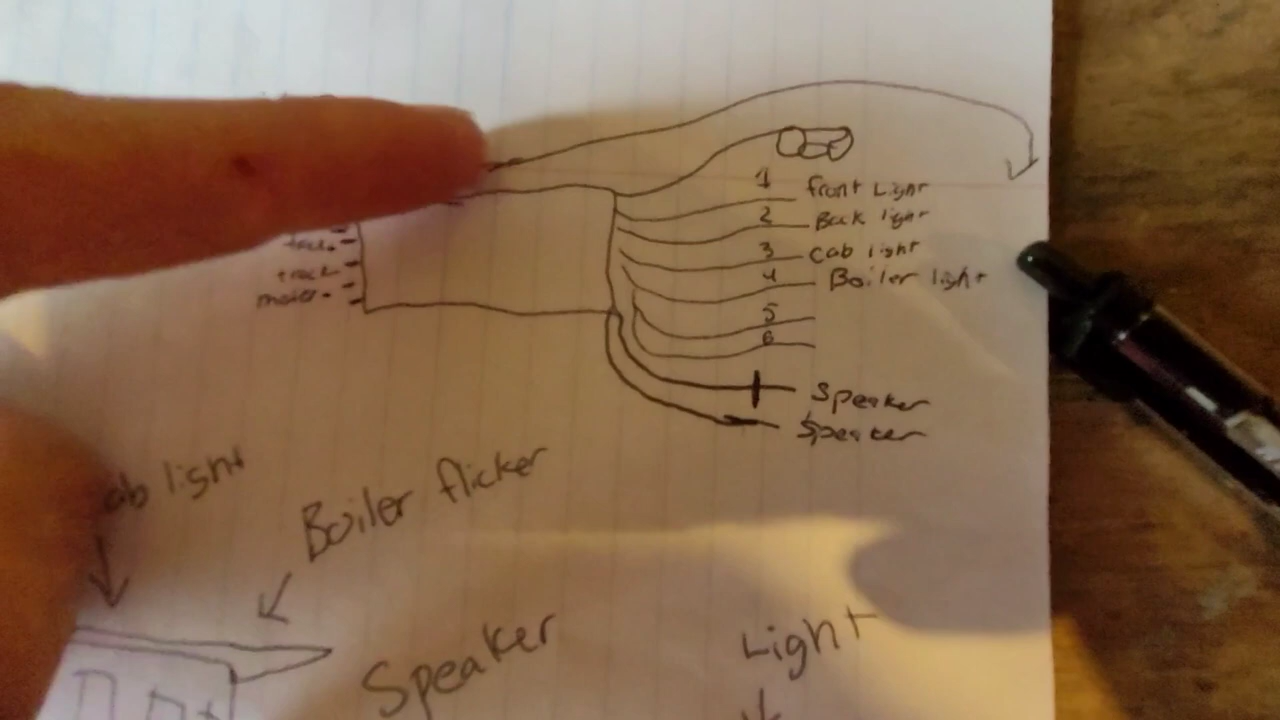 1 front Light
2 Back light
3 cab light
4 Boiler light
5
6
track
motor
Speaker
Speaker
ab light
Boiler flicker
Speaker
Light